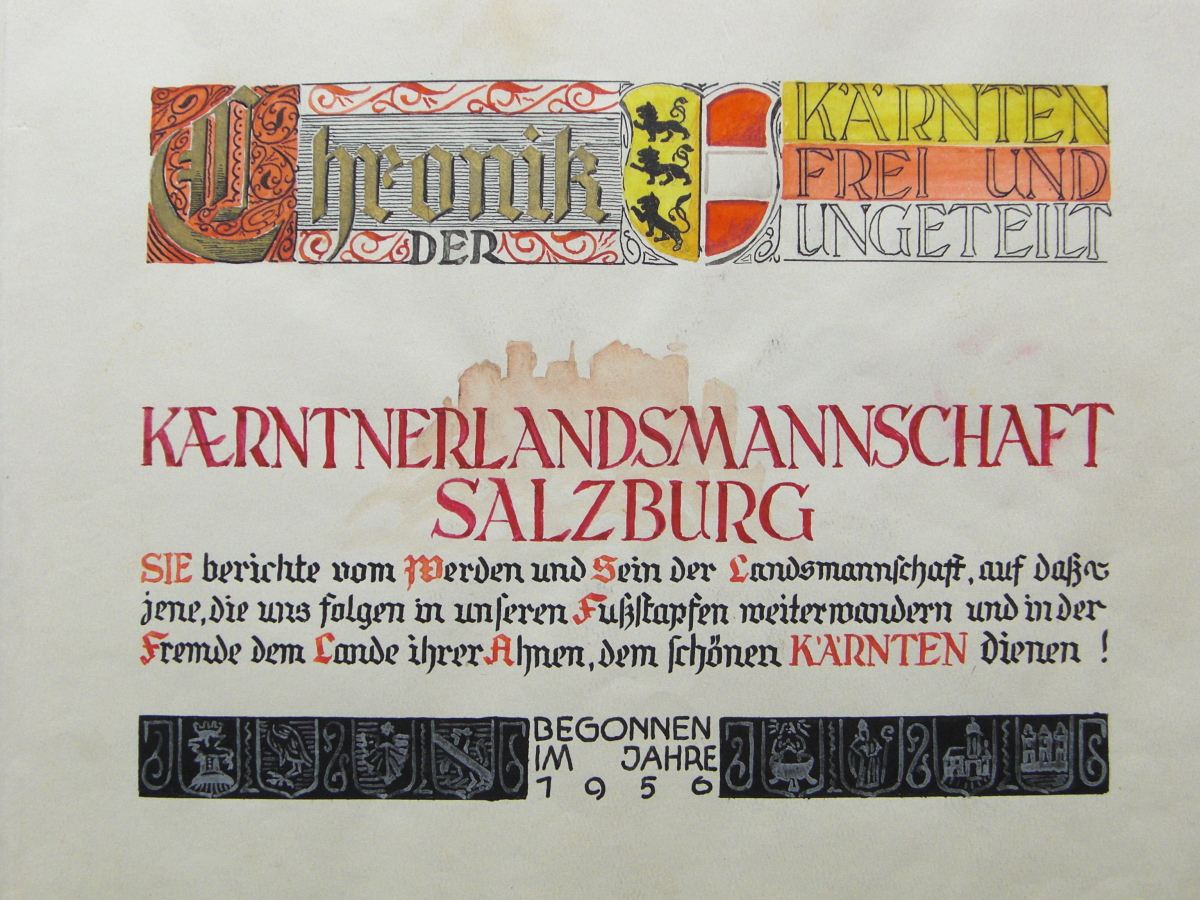 Chronik
DER
KÄRNTEN
FREI UND
UNGETEILT
KÆRNTNERLANDSMANNSCHAFT
SALZBURG
SIE berichte vom Werden und Sein der Landsmannſchaft, auf daß
jene, die uns folgen in unſeren Fußſtapfen weiterwandern und in der
Fremde dem Lande ihrer Ahnen, dem ſchönen KÄRNTEN dienen !
BEGONNEN
IM JAHRE
1956